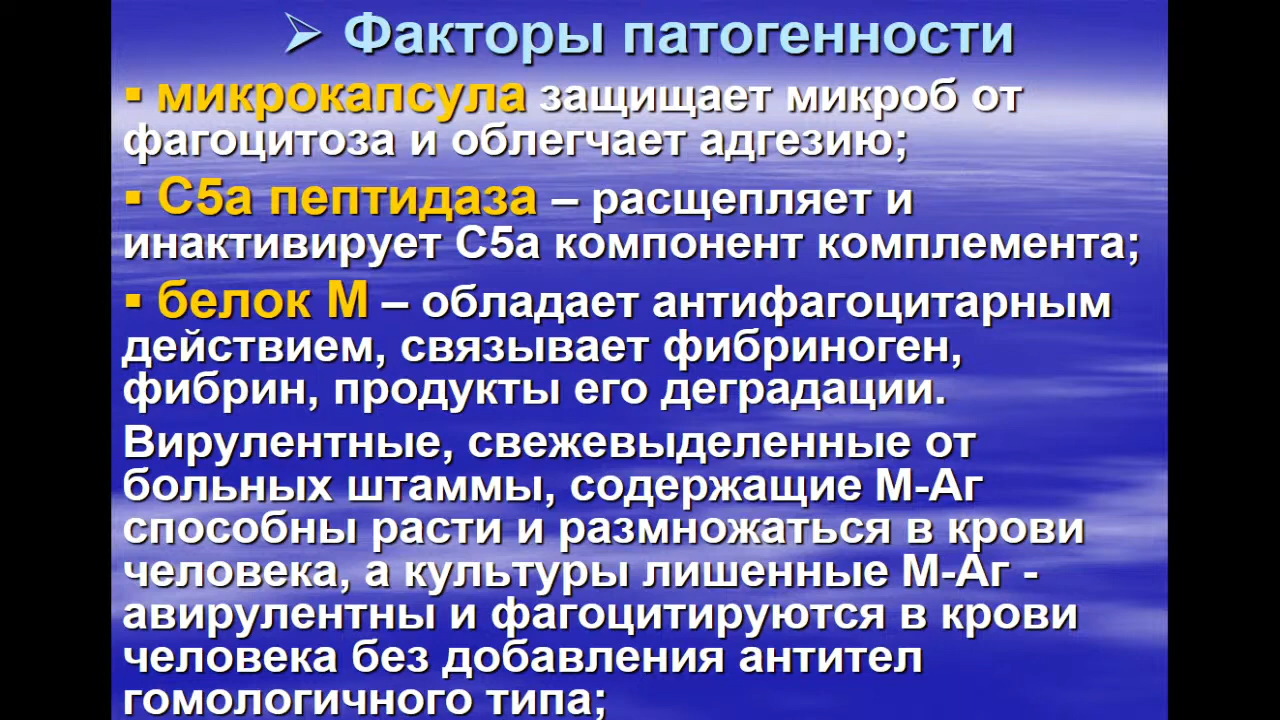 ➢ Факторы патогенности
▪ микрокапсула защищает микроб от
фагоцитоза и облегчает адгезию;
▪ С5а пептидаза – расщепляет и
инактивирует С5а компонент комплемента;
▪ белок М – обладает антифагоцитарным
действием, связывает фибриноген,
фибрин, продукты его деградации.
Вирулентные, свежевыделенные от
больных штаммы, содержащие М-Аг
способны расти и размножаться в крови
человека, а культуры лишенные М-Аг -
авирулентны и фагоцитируются в крови
человека без добавления антител
гомологичного типа;